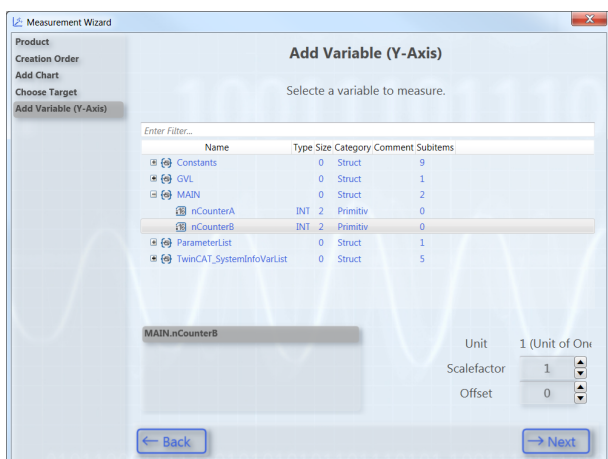 Measurement Wizard
Product
Creation Order
Add Chart
Choose Target
Add Variable (Y-Axis)
Add Variable (Y-Axis)
Selecte a variable to measure.
Enter Filter...
Name Type Size Category Comment Subitems
Constants 0 Struct 9
GVL 0 Struct 1
MAIN 0 Struct 2
nCounterA INT 2 Primitiv 0
nCounterB INT 2 Primitiv 0
ParameterList 0 Struct 1
TwinCAT_SystemInfoVarList 0 Struct 5
MAIN.nCounterB
Unit 1 (Unit of One
Scalefactor 1
Offset 0
← Back
→ Next